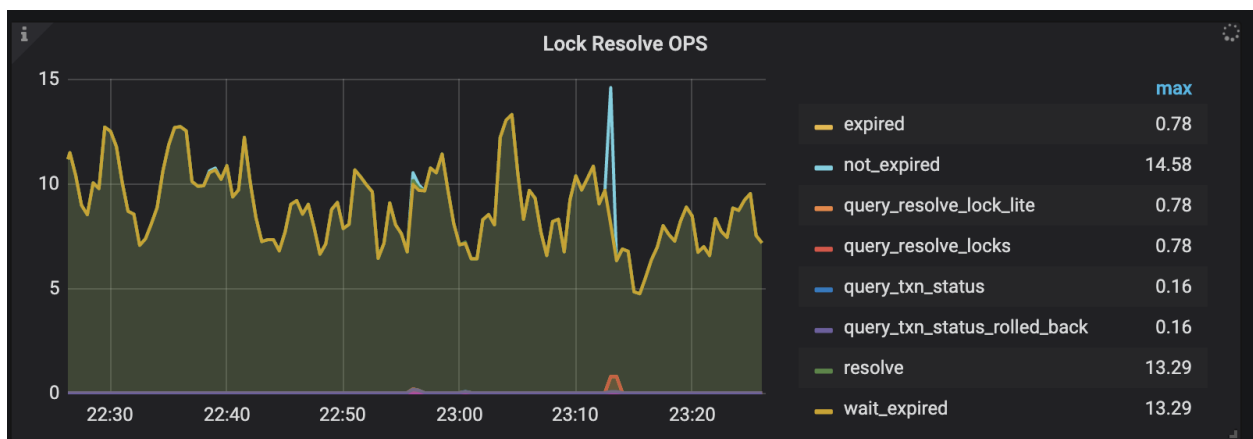 i
Lock Resolve OPS
15
10
5
0
22:30 22:40 22:50 23:00 23:10 23:20
max
expired 0.78
not_expired 14.58
query_resolve_lock_lite 0.78
query_resolve_locks 0.78
query_txn_status 0.16
query_txn_status_rolled_back 0.16
resolve 13.29
wait_expired 13.29